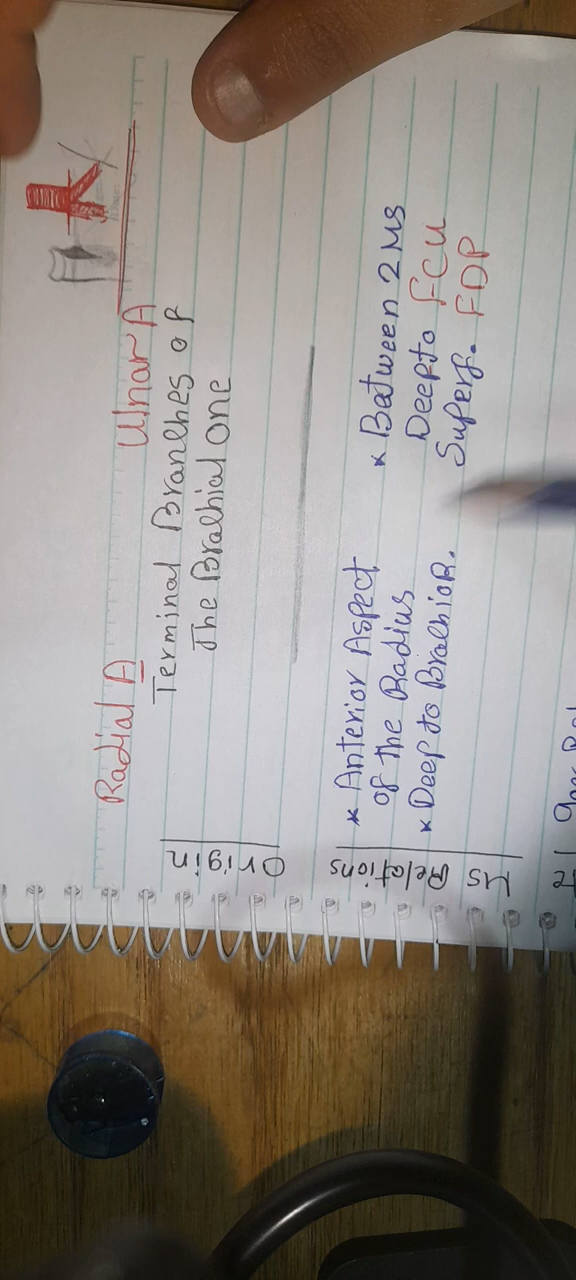 Radial A
Ulnar A
Origin
Terminal Branches of
The Brachial one
Ms
Relations
* Anterior Aspect
of the Radius
* Deep to BrachioR.
* Between 2 Ms
Deep to FCU
Superf. FDP